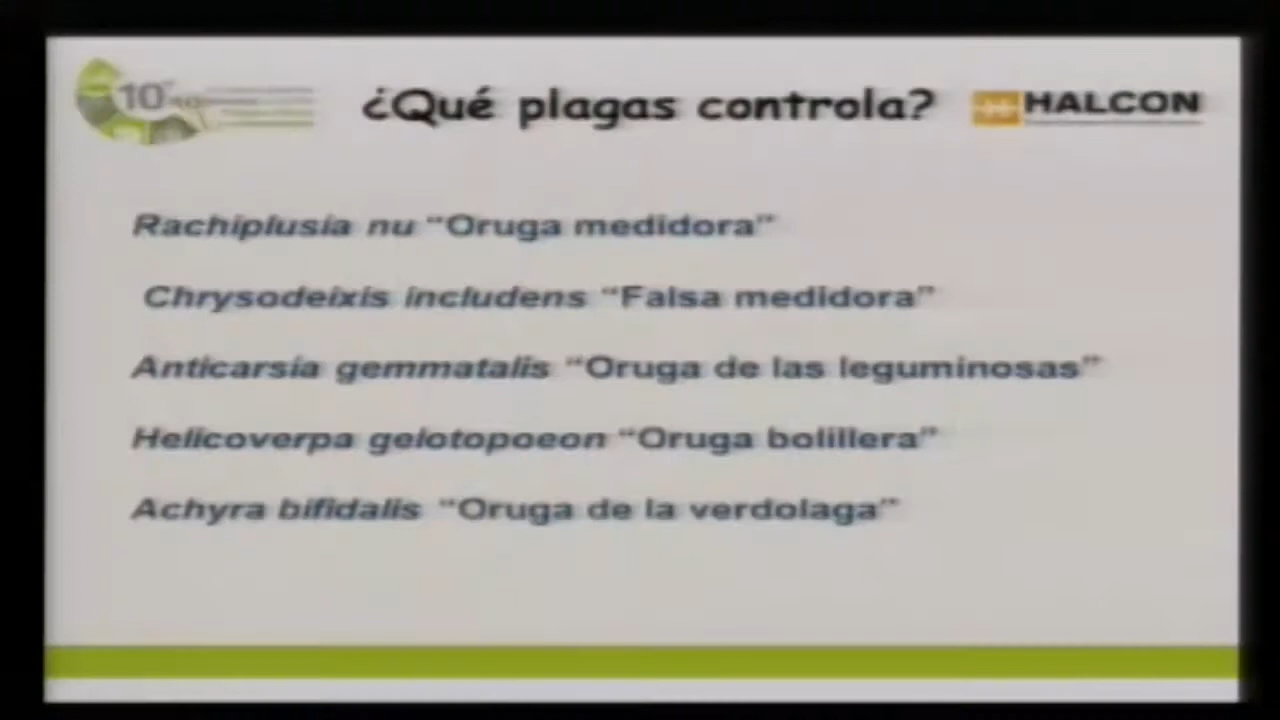 10º
¿Qué plagas controla?
HALCON
Rachiplusia nu “Oruga medidora”
Chrysodeixis includens “Falsa medidora”
Anticarsia gemmatalis “Oruga de las leguminosas”
Helicoverpa gelotopoeon “Oruga bolillera”
Achyra bifidalis “Oruga de la verdolaga”